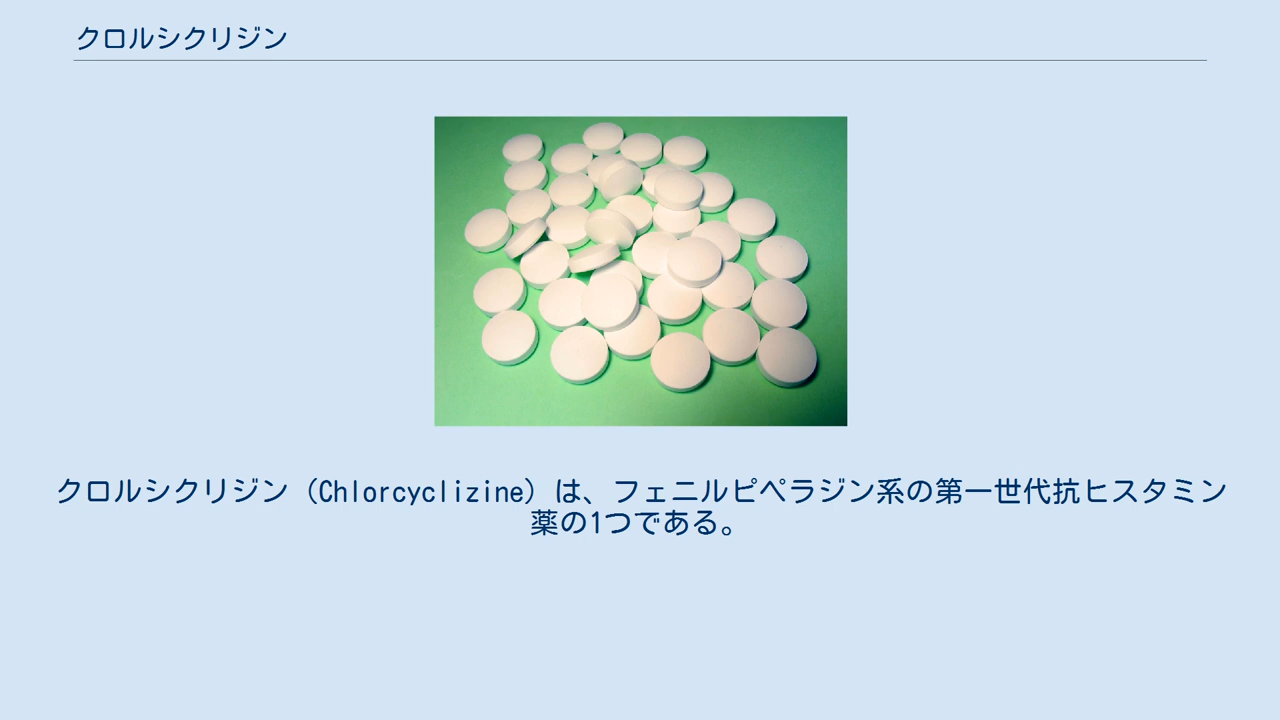 クロルシクリジン
クロルシクリジン（Chlorcyclizine）は、フェニルピペラジン系の第一世代抗ヒスタミン
薬の1つである。